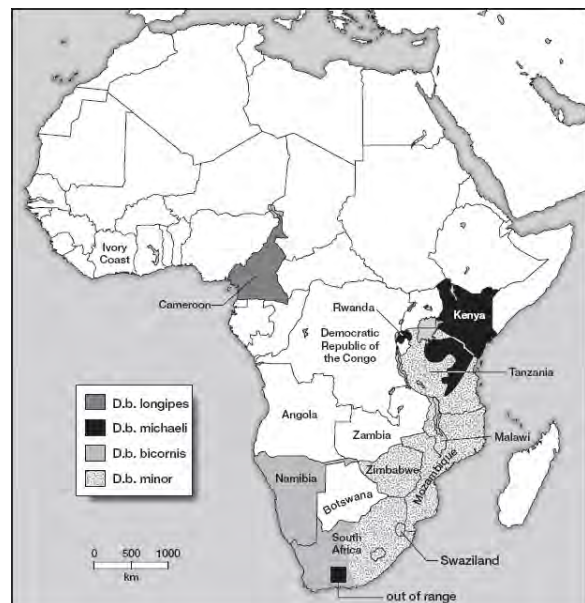 Ivory
Coast
Cameroon
Rwanda
Democratic
Republic of
the Congo
Kenya
Tanzania
D.b. longipes
D.b. michaeli
D.b. bicornis
D.b. minor
Angola
Zambia
Malawi
Mozambique
Zimbabwe
Namibia
Botswana
South
Africa
Swaziland
0 500 1000
km
out of range